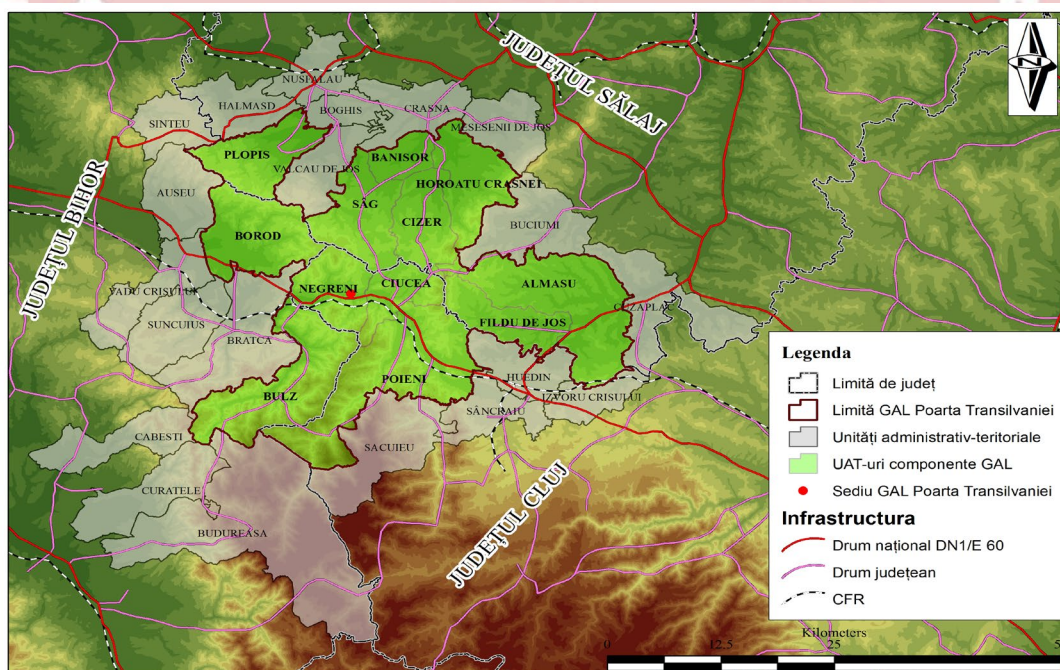 JUDEȚUL SĂLAJ
N
NUSFALAU
HALMASD
BOGHIS
CRASNA
SINTEU
MESESENII DE JOS
PLOPIS
BANISOR
VALCAU DE JOS
HOROATU CRASNEI
AUSEU
SÂG
CIZER
BUCIUMI
JUDEȚUL BIHOR
BOROD
NEGRENI
CIUCEA
ALMASU
VADU CRISULUI
SUNCUIUS
FILDU DE JOS
BRATCA
HUEDIN
POIENI
BULZ
IZVORU CRISULUI
SÂNCRAIU
CABESTI
SACUIEU
CURATELE
BUDUREASA
JUDEȚUL CLUJ
Legenda
Limită de județ
Limită GAL Poarta Transilvaniei
Unități administrativ-teritoriale
UAT-uri componente GAL
Sediu GAL Poarta Transilvaniei
Infrastructura
Drum național DN1/E 60
Drum județean
CFR
Kilometers
0
12.5
25